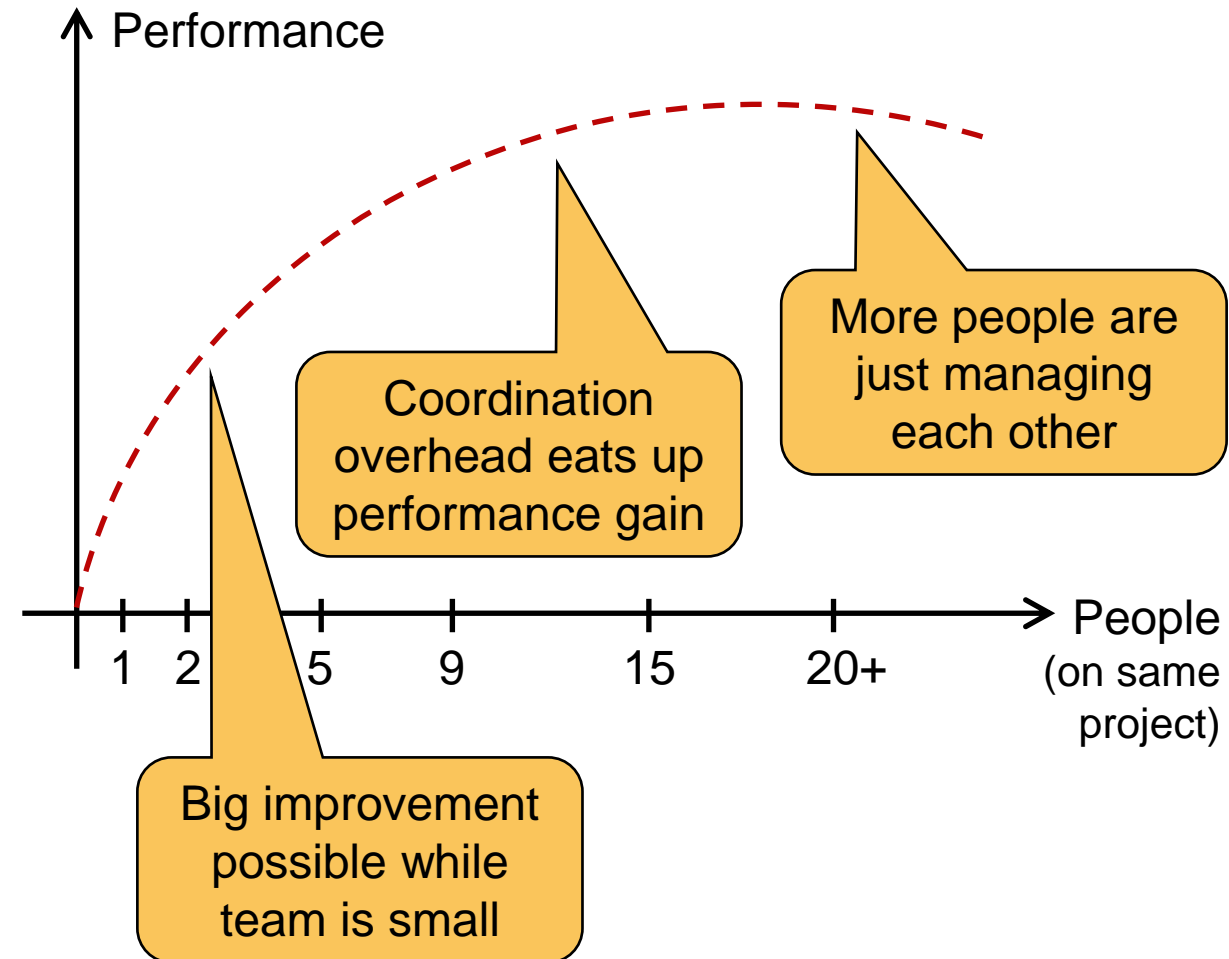 Performance
More people are
just managing
each other
Coordination
overhead eats up
performance gain
People
(on same
project)
1 2 5 9 15 20+
Big improvement
possible while
team is small